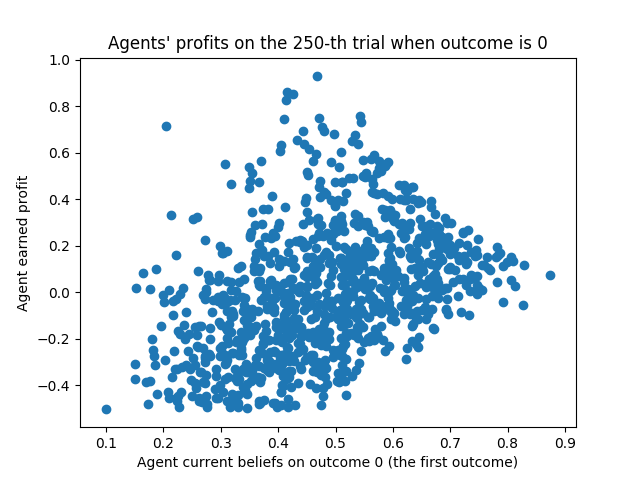 Agents' profits on the 250-th trial when outcome is 0
1.0
0.8
0.6
0.4
0.2
0.0
−0.2
−0.4
Agent earned profit
0.1 0.2 0.3 0.4 0.5 0.6 0.7 0.8 0.9
Agent current beliefs on outcome 0 (the first outcome)